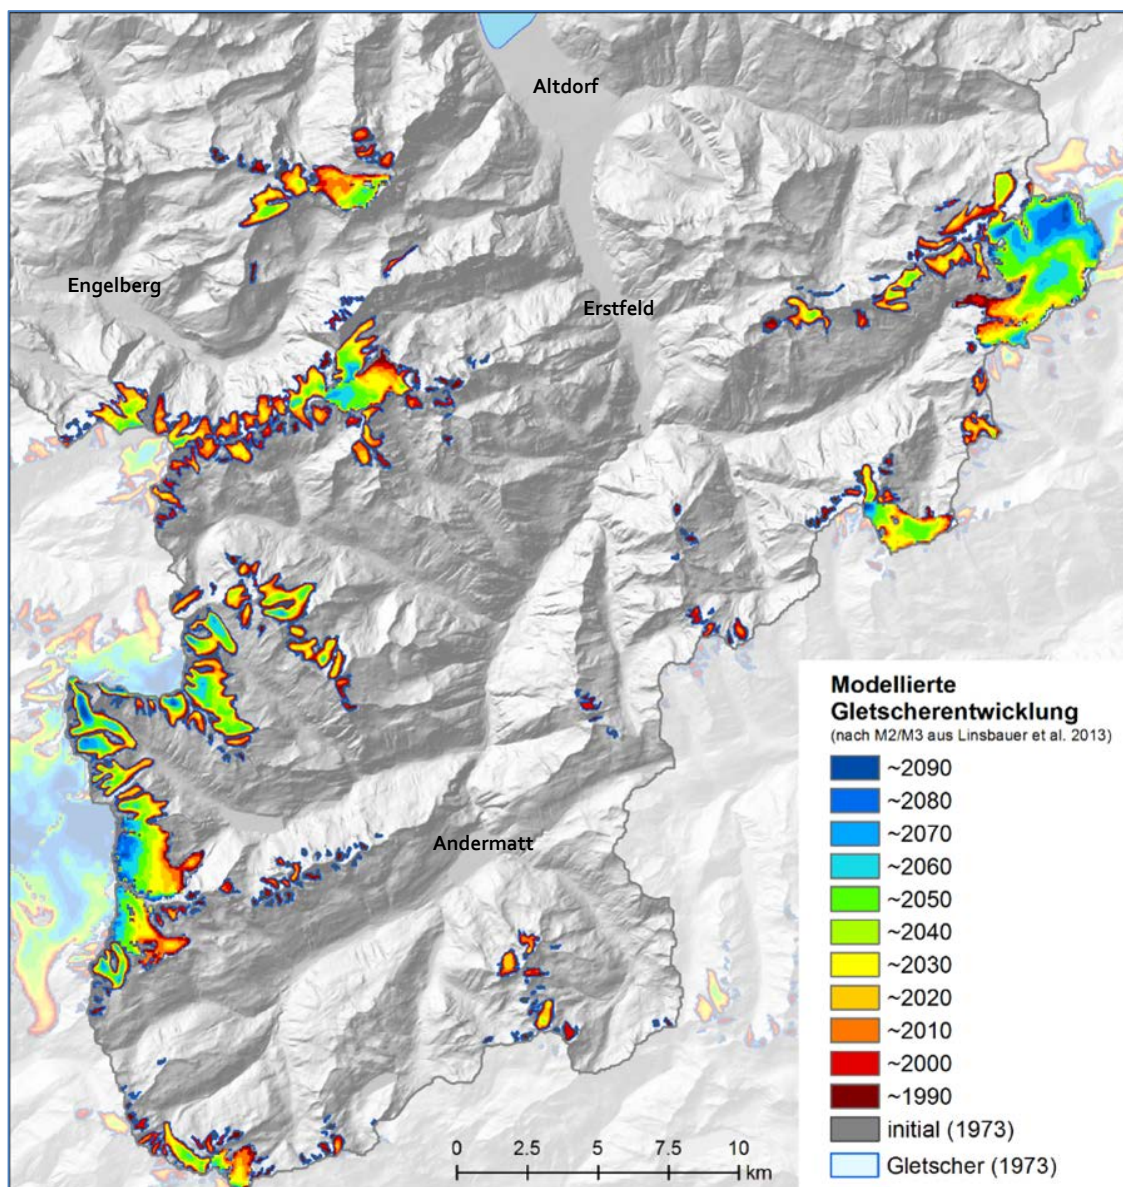 Altdorf
Engelberg
Erstfeld
Andermatt
Modellierte
Gletscherentwicklung
(nach M2/M3 aus Linsbauer et al. 2013)
~2090
~2080
~2070
~2060
~2050
~2040
~2030
~2020
~2010
~2000
~1990
initial (1973)
Gletscher (1973)
0 2.5 5 7.5 10
km